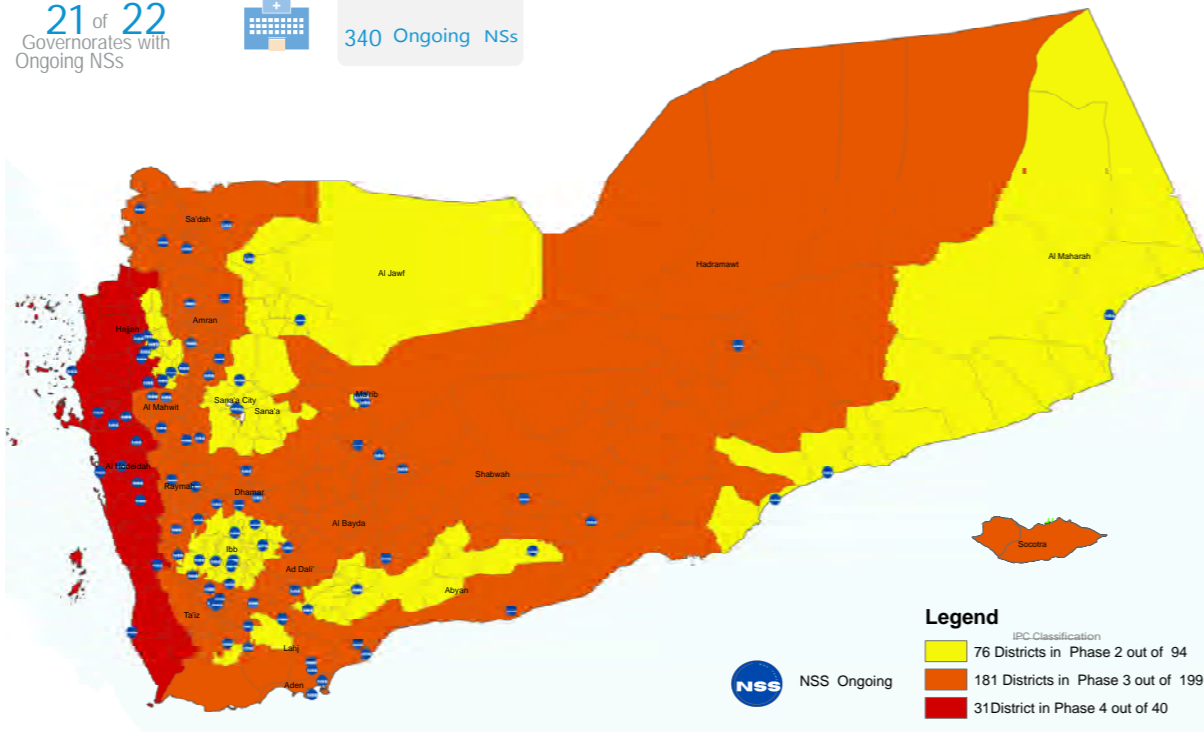 21 of 22
Governorates with
Ongoing NSs
340 Ongoing NSs
Sa'dah
Al Jawf
Hadramawt
Al Maharah
Hajjah
Amran
Al Mahwit
Sana'a City
Sana'a
Ma'rib
Al Hodeidah
Raymah
Dhamar
Shabwah
Al Bayda
Ibb
Ad Dali'
Abyan
Socotra
Ta'iz
Lahj
Aden
NSS
NSS Ongoing
Legend
IPC Classification
76 Districts in Phase 2 out of 94
181 Districts in Phase 3 out of 199
31District in Phase 4 out of 40